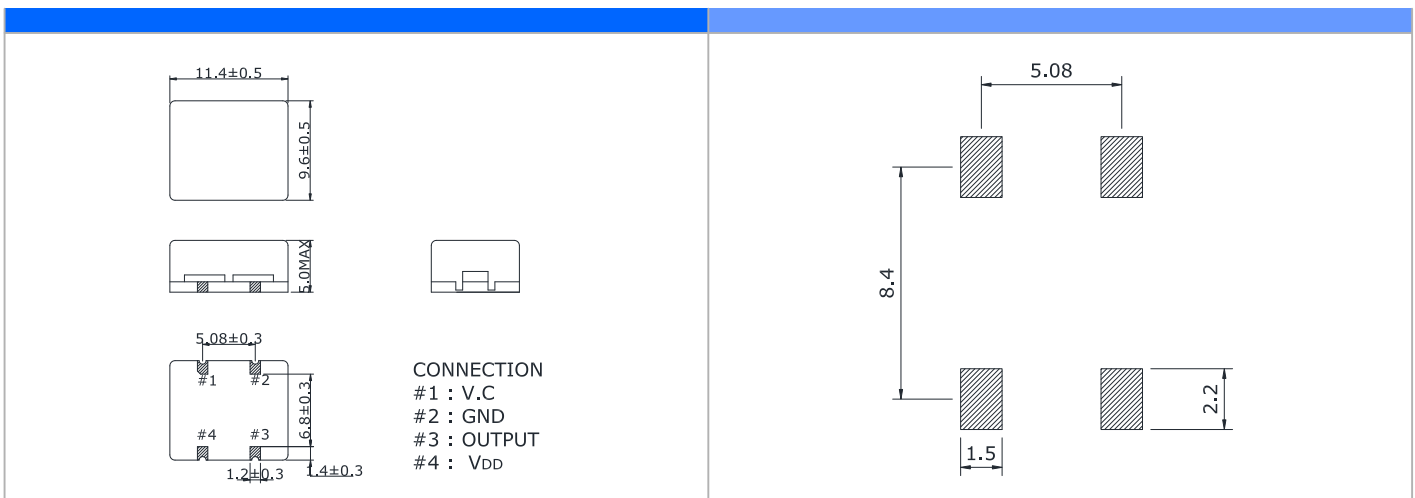 11.4±0.5
9.6±0.5
5.0MAX
5.08±0.3
#1 #2
6.8±0.3
#4 #3
1.2±0.3
1.4±0.3
CONNECTION
#1 : V.C
#2 : GND
#3 : OUTPUT
#4 : VDD
5.08
8.4
2.2
1.5